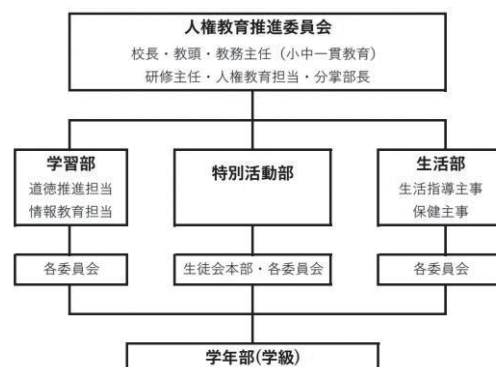 人権教育推進委員会
校長・教頭・教務主任（小中一貫教育）
研修主任・人権教育担当・分掌部長
学習部
道徳推進担当
情報教育担当
特別活動部
生活部
生活指導主事
保健主事
各委員会
生徒会本部・各委員会
各委員会
学年部(学級)